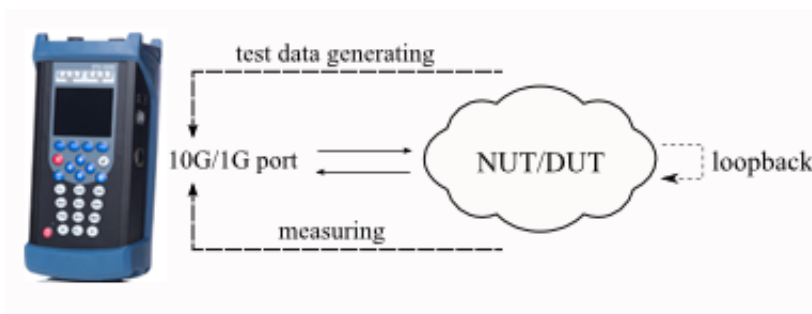 test data generating
10G/1G port
NUT/DUT
loopback
measuring